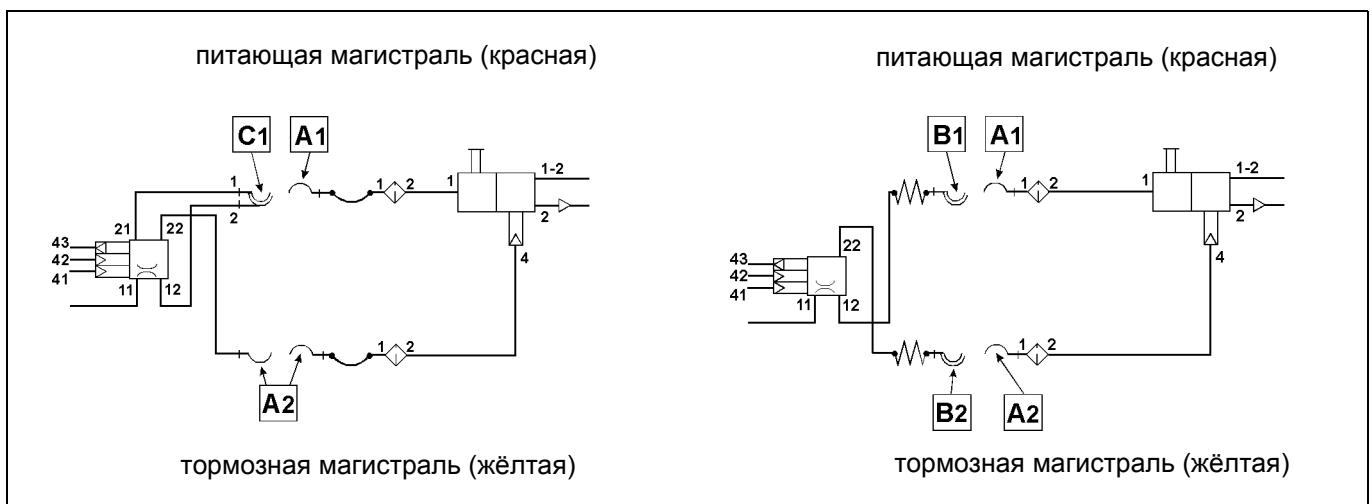 питающая магистраль (красная)
C1 A1
1 1 2 1 1-2
2 2
21 22
43
42
41
4
11 12
1 2
A2
тормозная магистраль (жёлтая)
питающая магистраль (красная)
B1 A1
1 2 1 1-2
2
22
43
42
41
4
11 12
1 2
B2 A2
тормозная магистраль (жёлтая)